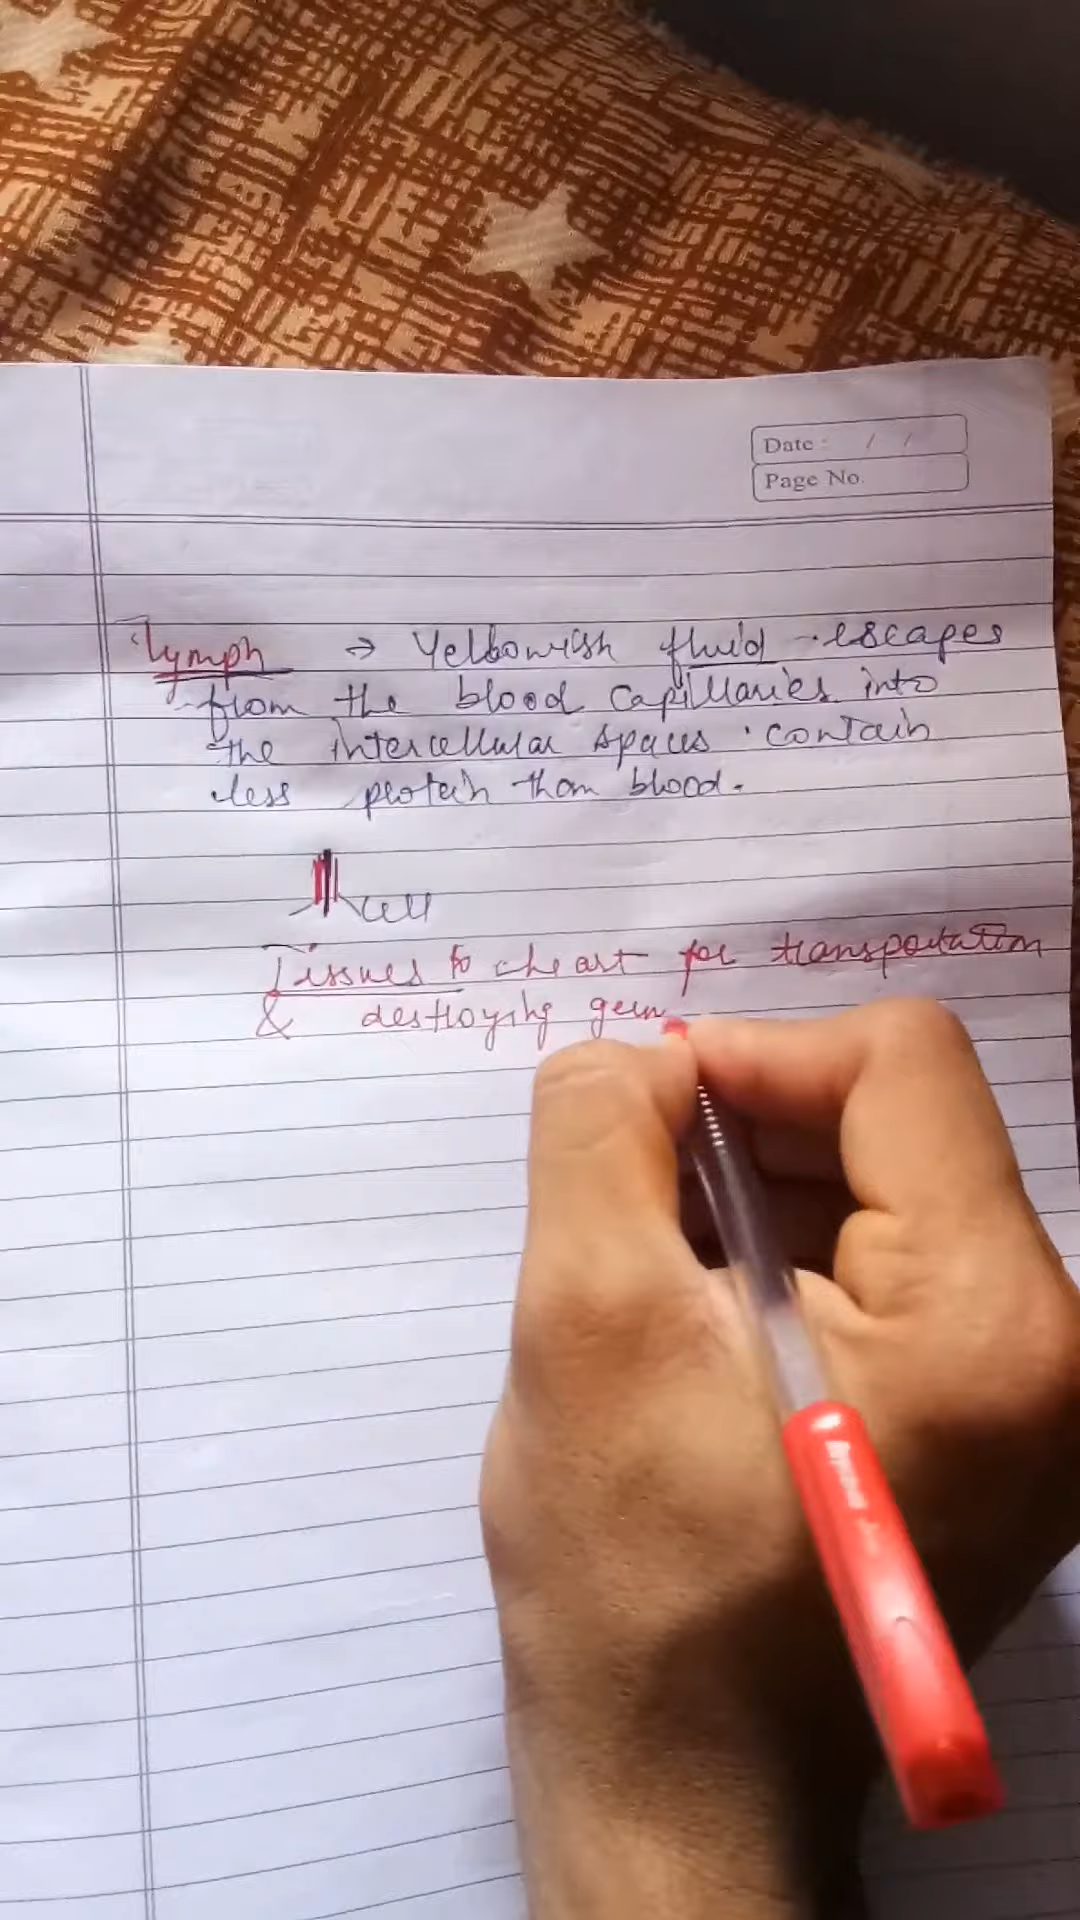 Date : / /
Page No.
Lymph → Yellowish fluid escapes
from the blood capillaries into
the intercellular spaces . contain
less protein than blood.
cell
Tissues to heart for transportation
& destroying germ